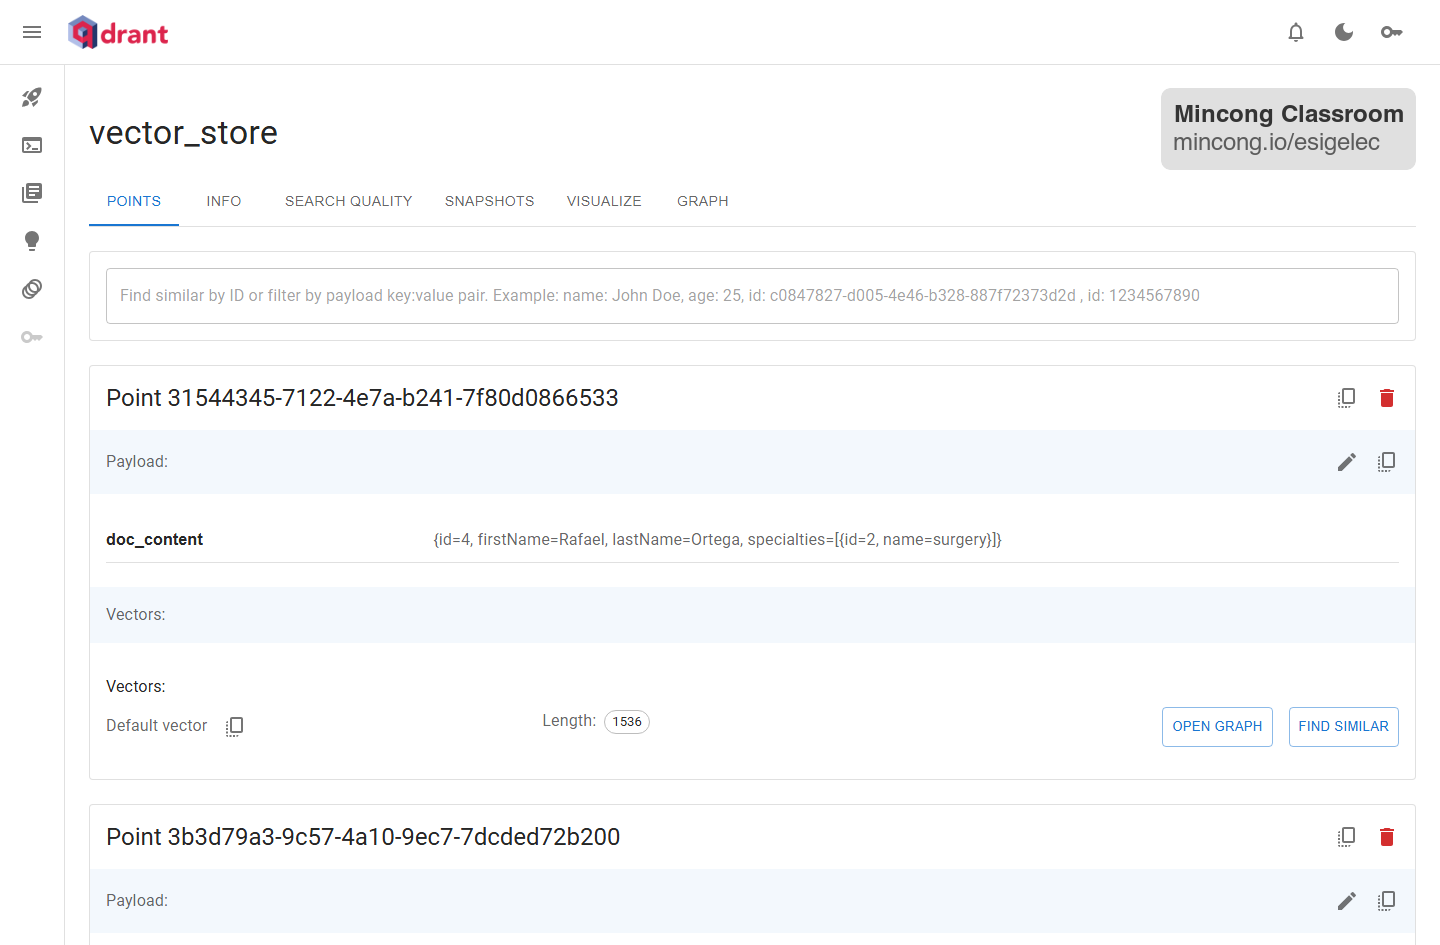 qdrant
vector_store
Mincong Classroom
mincong.io/esigelec
POINTS INFO SEARCH QUALITY SNAPSHOTS VISUALIZE GRAPH
Find similar by ID or filter by payload key:value pair. Example: name: John Doe, age: 25, id: c0847827-d005-4e46-b328-887f72373d2d , id: 1234567890
Point 31544345-7122-4e7a-b241-7f80d0866533
Payload:
doc_content {id=4, firstName=Rafael, lastName=Ortega, specialties=[{id=2, name=surgery}]}
Vectors:
Vectors:
Default vector Length: 1536 OPEN GRAPH FIND SIMILAR
Point 3b3d79a3-9c57-4a10-9ec7-7dcded72b200
Payload: